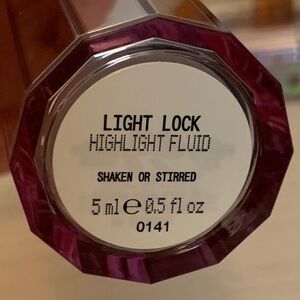 LIGHT LOCK
HIGHLIGHT FLUID
SHAKEN OR STIRRED
5 ml e 0.5 fl oz
0141